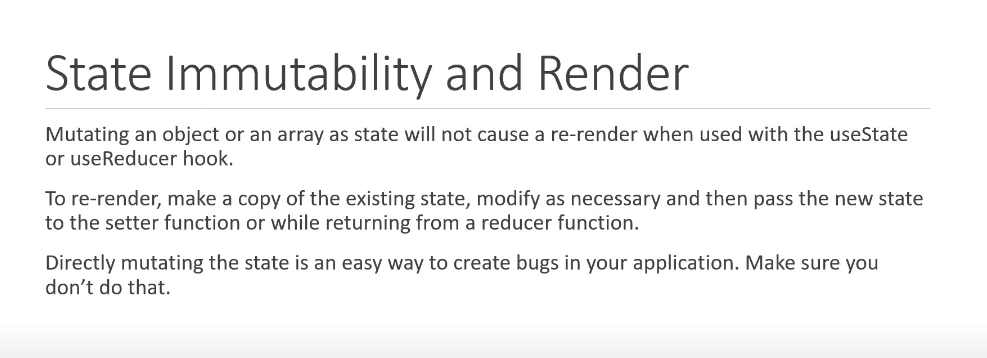 State Immutability and Render
Mutating an object or an array as state will not cause a re-render when used with the useState
or useReducer hook.
To re-render, make a copy of the existing state, modify as necessary and then pass the new state
to the setter function or while returning from a reducer function.
Directly mutating the state is an easy way to create bugs in your application. Make sure you
don’t do that.